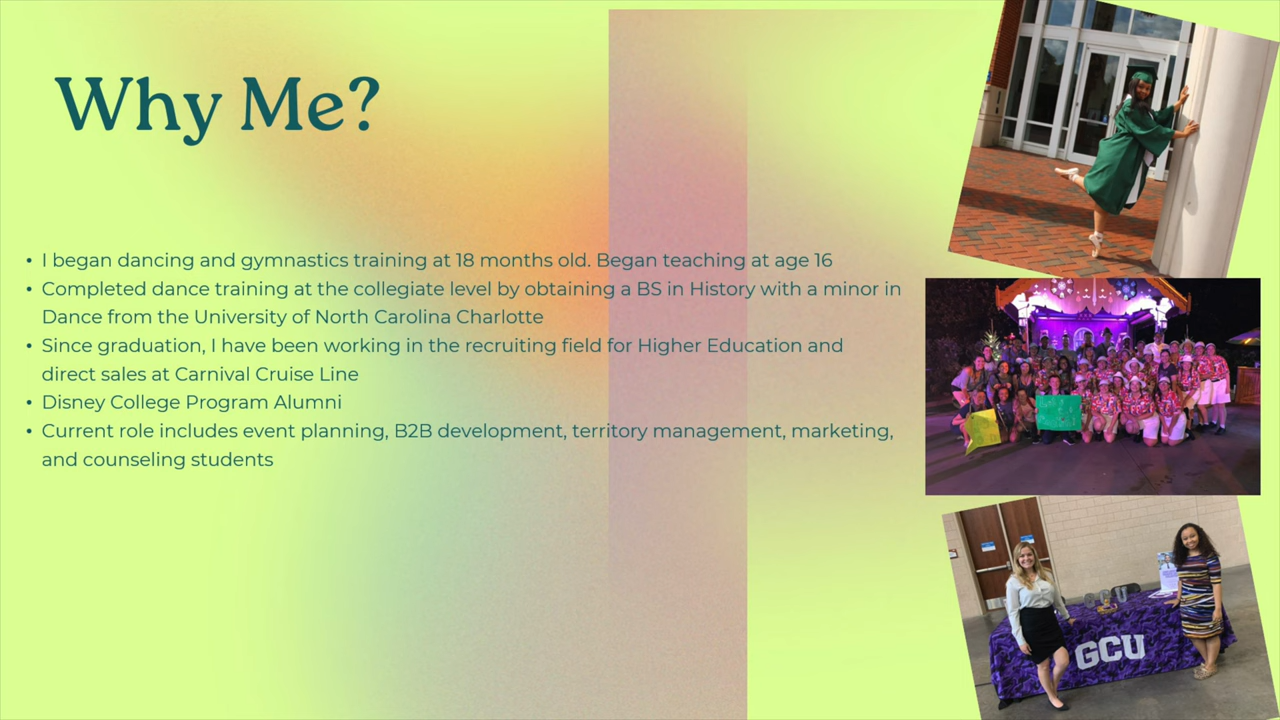 Why Me?
• I began dancing and gymnastics training at 18 months old. Began teaching at age 16
• Completed dance training at the collegiate level by obtaining a BS in History with a minor in
Dance from the University of North Carolina Charlotte
• Since graduation, I have been working in the recruiting field for Higher Education and
direct sales at Carnival Cruise Line
• Disney College Program Alumni
• Current role includes event planning, B2B development, territory management, marketing,
and counseling students
GCU
GCU